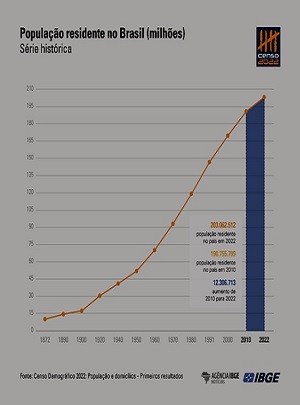 População residente no Brasil (milhões)
Série histórica
censo
2022
210
195
180
165
150
135
120
105
90
75
60
45
30
15
0
203.062.512
população residente
no país em 2022
190.755.799
população residente
no país em 2010
12.306.713
aumento de
2010 para 2022
1872 1890 1900 1920 1940 1950 1960 1970 1980 1991 2000 2010 2022
Fonte: Censo Demográfico 2022: População e domicílios - Primeiros resultados
AGÊNCIA IBGE
NOTÍCIAS
IBGE